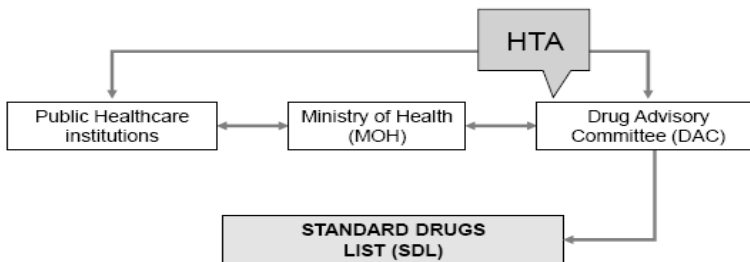 HTA
Public Healthcare
institutions
Ministry of Health
(MOH)
Drug Advisory
Committee (DAC)
STANDARD DRUGS
LIST (SDL)